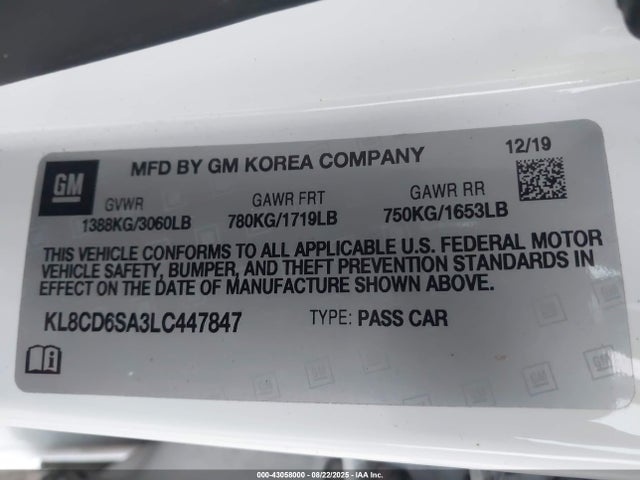 GM
MFD BY GM KOREA COMPANY
12/19
GVWR
1388KG/3060LB
GAWR FRT
780KG/1719LB
GAWR RR
750KG/1653LB
THIS VEHICLE CONFORMS TO ALL APPLICABLE U.S. FEDERAL MOTOR
VEHICLE SAFETY, BUMPER, AND THEFT PREVENTION STANDARDS IN
EFFECT ON THE DATE OF MANUFACTURE SHOWN ABOVE.
KL8CD6SA3LC447847
TYPE: PASS CAR
GM
GM
000-43058000 - 08/22/2025 - IAA Inc.